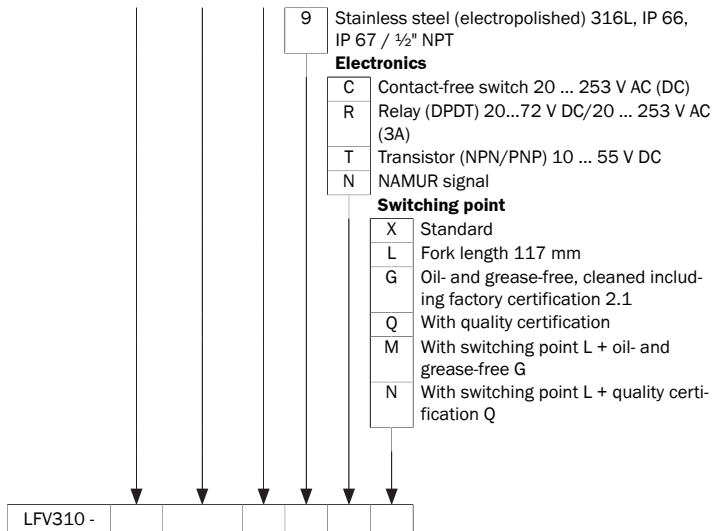 9 Stainless steel (electropolished) 316L, IP 66,
IP 67 / ½" NPT
Electronics
C Contact-free switch 20 ... 253 V AC (DC)
R Relay (DPDT) 20...72 V DC/20 ... 253 V AC
(3A)
T Transistor (NPN/PNP) 10 ... 55 V DC
N NAMUR signal
Switching point
X Standard
L Fork length 117 mm
G Oil- and grease-free, cleaned includ-
ing factory certification 2.1
Q With quality certification
M With switching point L + oil- and
grease-free G
N With switching point L + quality certi-
fication Q
LFV310 -